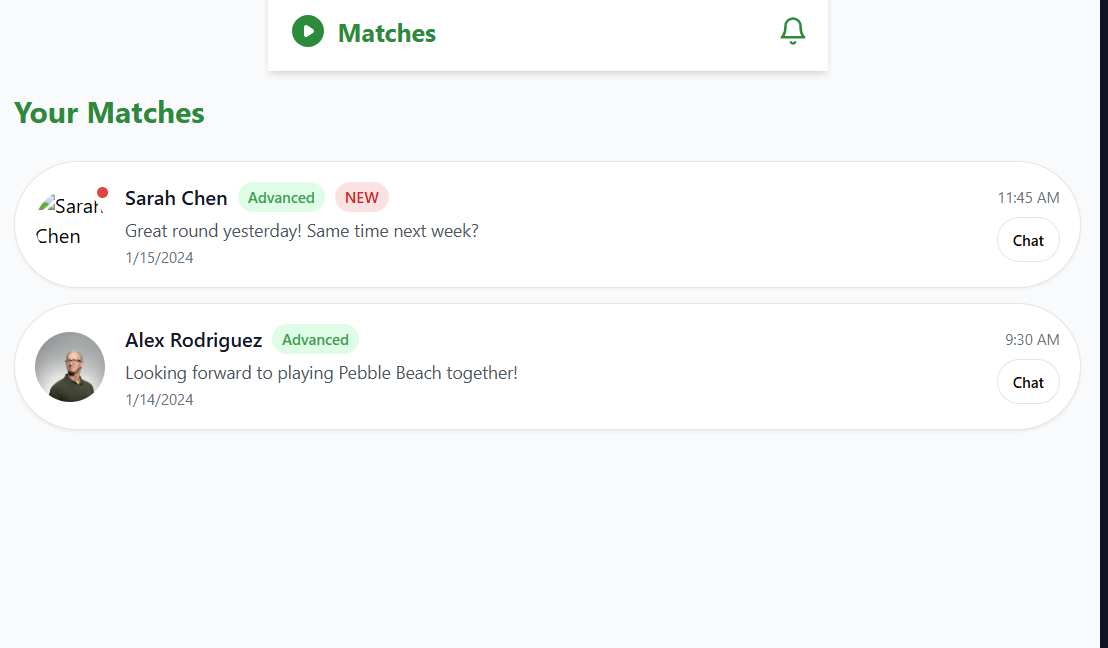 Matches
Your Matches
Sarah
Chen
Sarah Chen Advanced NEW 11:45 AM
Great round yesterday! Same time next week?
Chat
1/15/2024
Alex Rodriguez Advanced 9:30 AM
Looking forward to playing Pebble Beach together!
Chat
1/14/2024